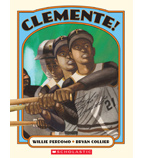 CLEMENTE!
WILLIE PERDOMO • BRYAN COLLIER
21
SCHOLASTIC